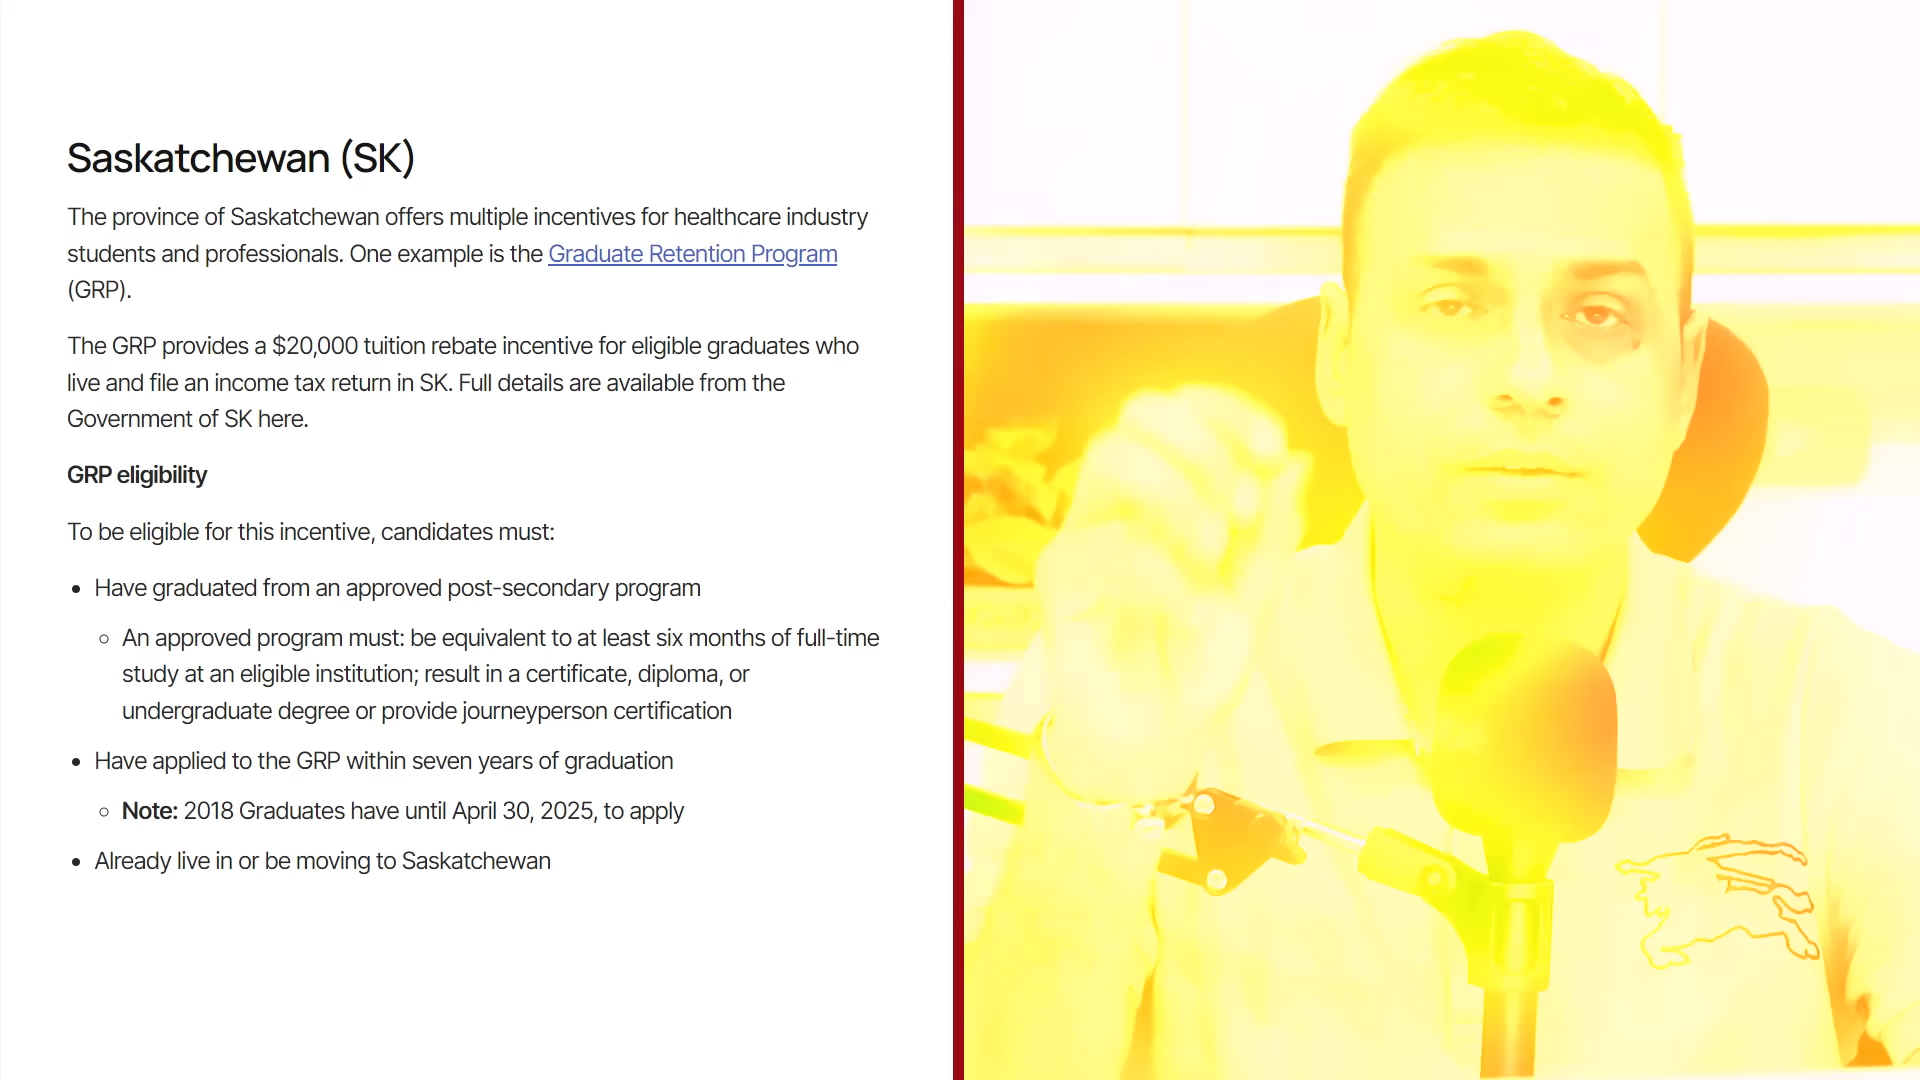 Saskatchewan (SK)
The province of Saskatchewan offers multiple incentives for healthcare industry
students and professionals. One example is the Graduate Retention Program
(GRP).
The GRP provides a $20,000 tuition rebate incentive for eligible graduates who
live and file an income tax return in SK. Full details are available from the
Government of SK here.
GRP eligibility
To be eligible for this incentive, candidates must:
• Have graduated from an approved post-secondary program
○ An approved program must: be equivalent to at least six months of full-time
study at an eligible institution; result in a certificate, diploma, or
undergraduate degree or provide journeyperson certification
• Have applied to the GRP within seven years of graduation
○ Note: 2018 Graduates have until April 30, 2025, to apply
• Already live in or be moving to Saskatchewan